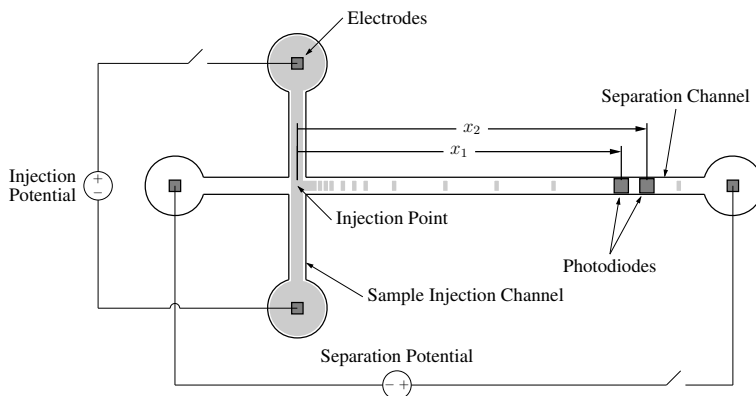 Electrodes
Separation Channel
x₂
x₁
Injection
Potential
+
−
Injection Point
Photodiodes
Sample Injection Channel
Separation Potential
− +